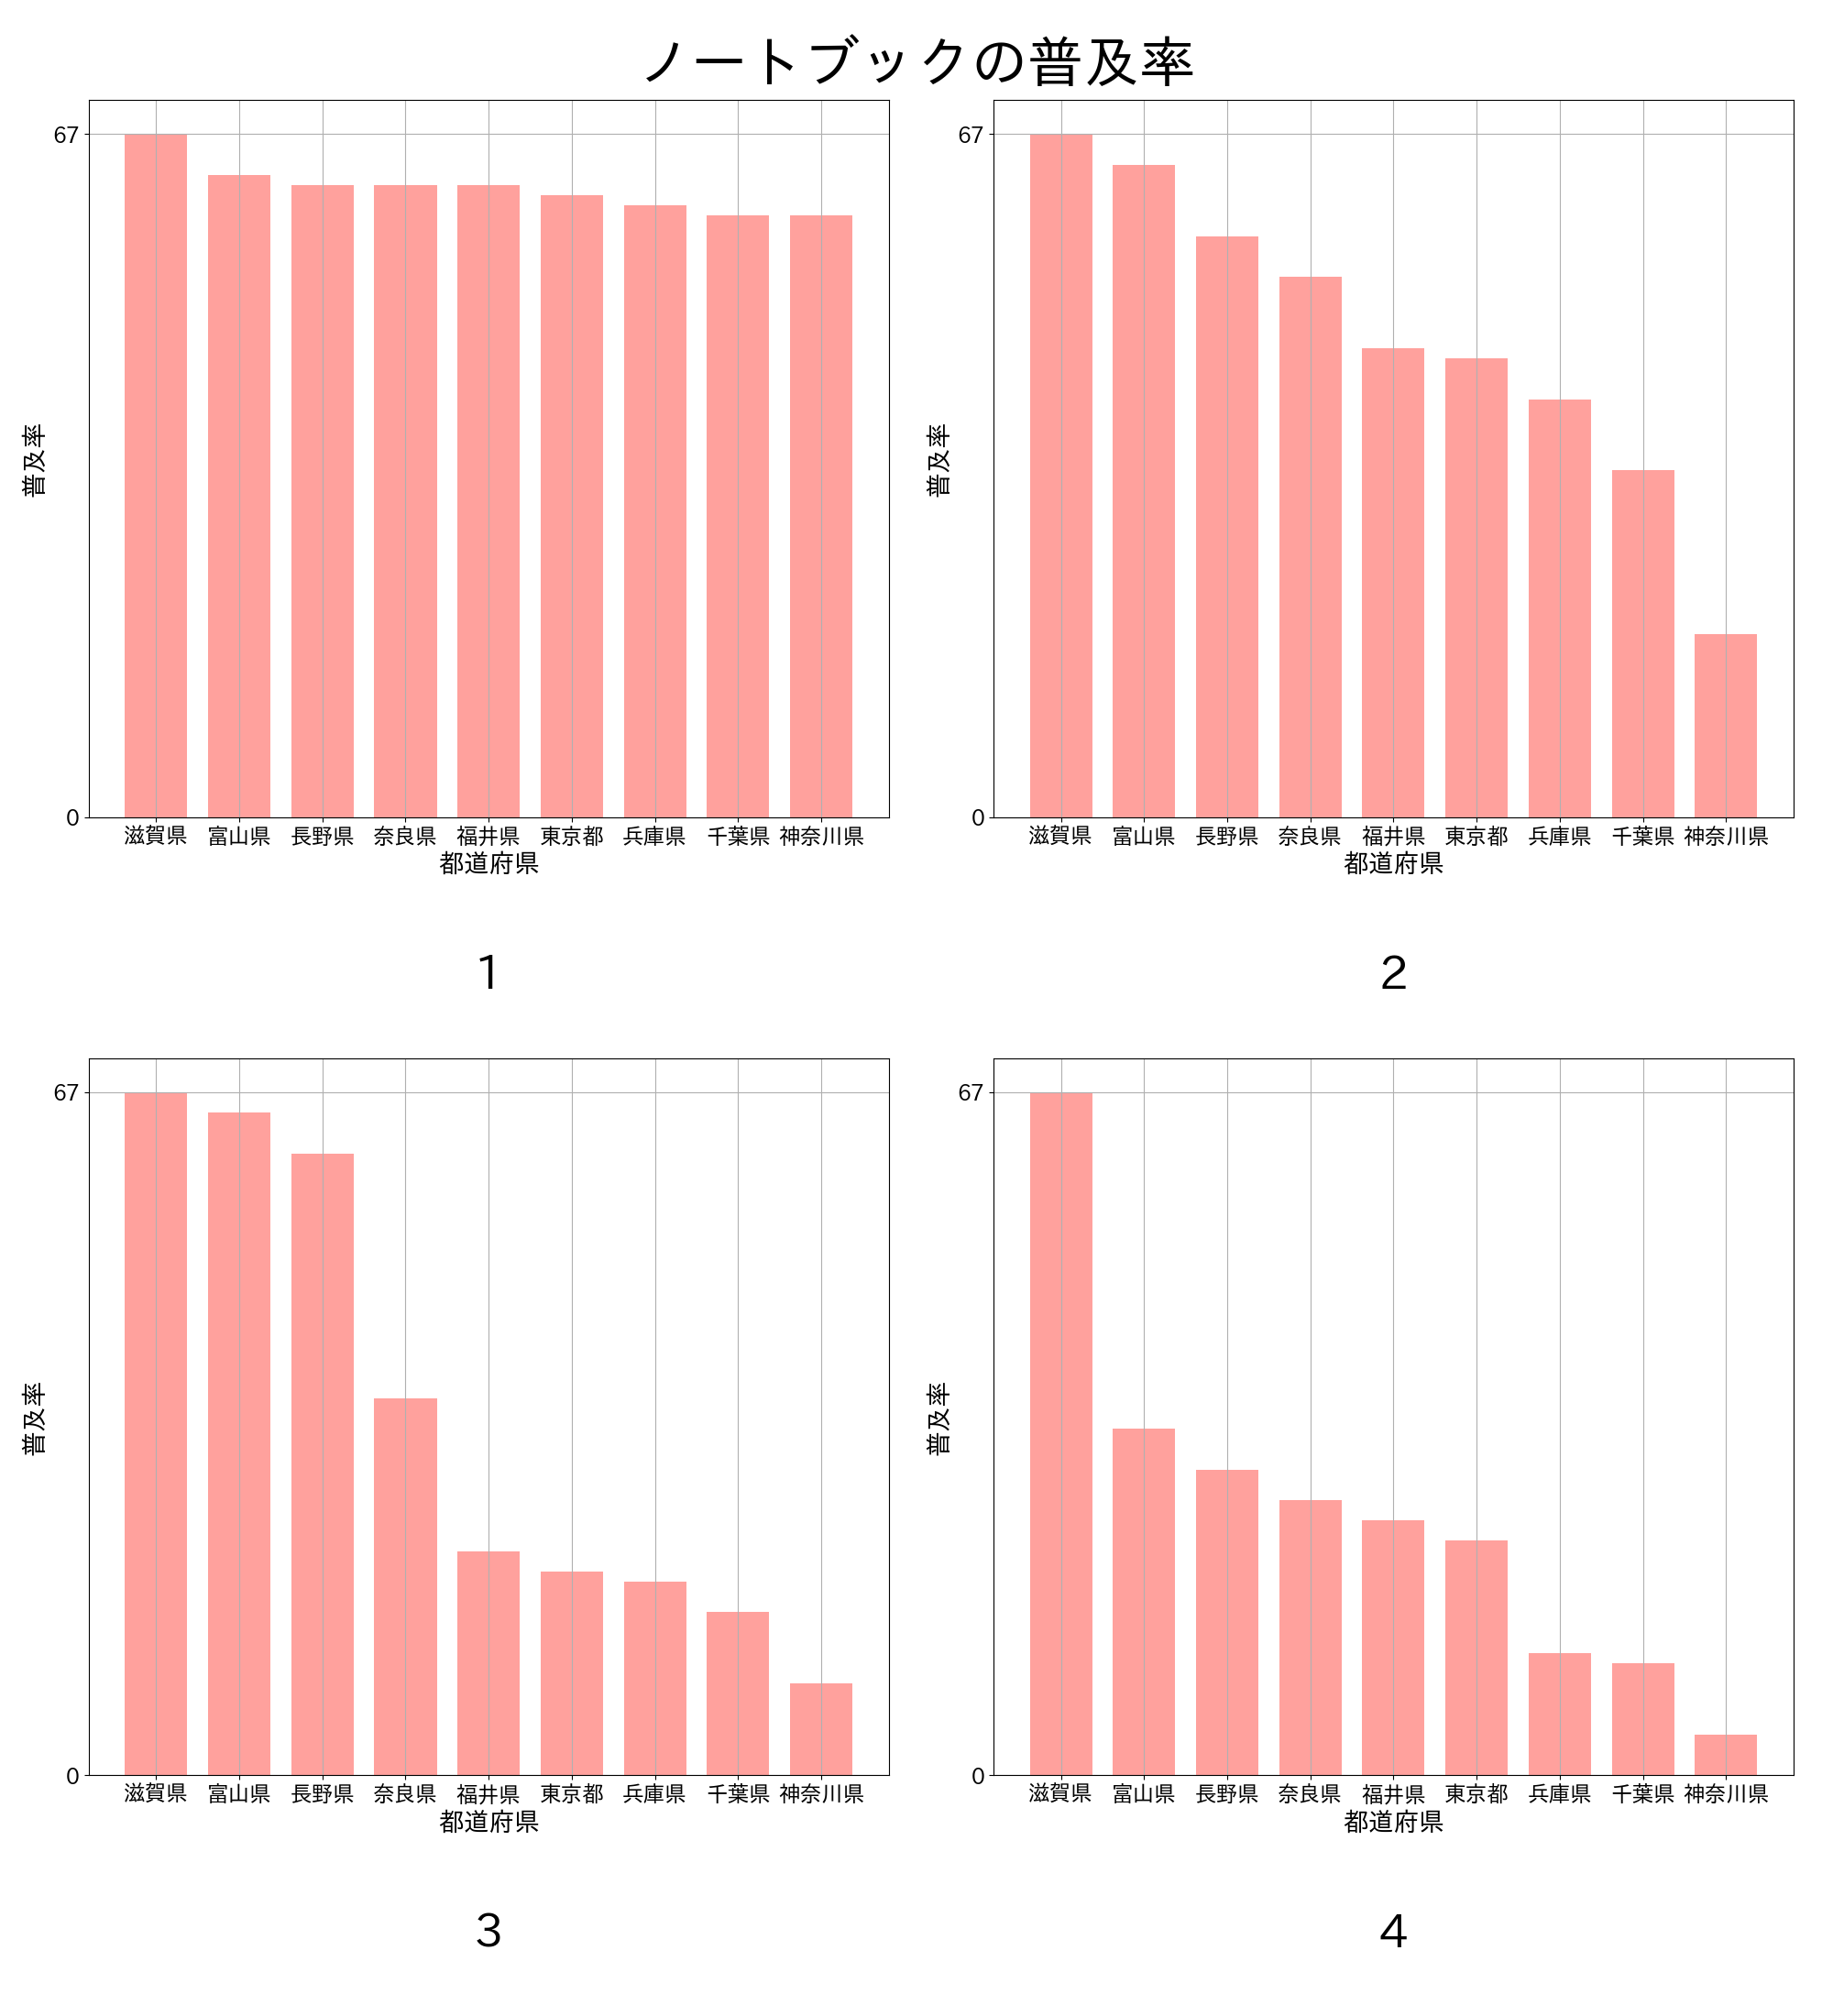 ノートブックの普及率
67
0
普及率
滋賀県 富山県 長野県 奈良県 福井県 東京都 兵庫県 千葉県 神奈川県
都道府県
1
67
0
普及率
滋賀県 富山県 長野県 奈良県 福井県 東京都 兵庫県 千葉県 神奈川県
都道府県
2
67
0
普及率
滋賀県 富山県 長野県 奈良県 福井県 東京都 兵庫県 千葉県 神奈川県
都道府県
3
67
0
普及率
滋賀県 富山県 長野県 奈良県 福井県 東京都 兵庫県 千葉県 神奈川県
都道府県
4